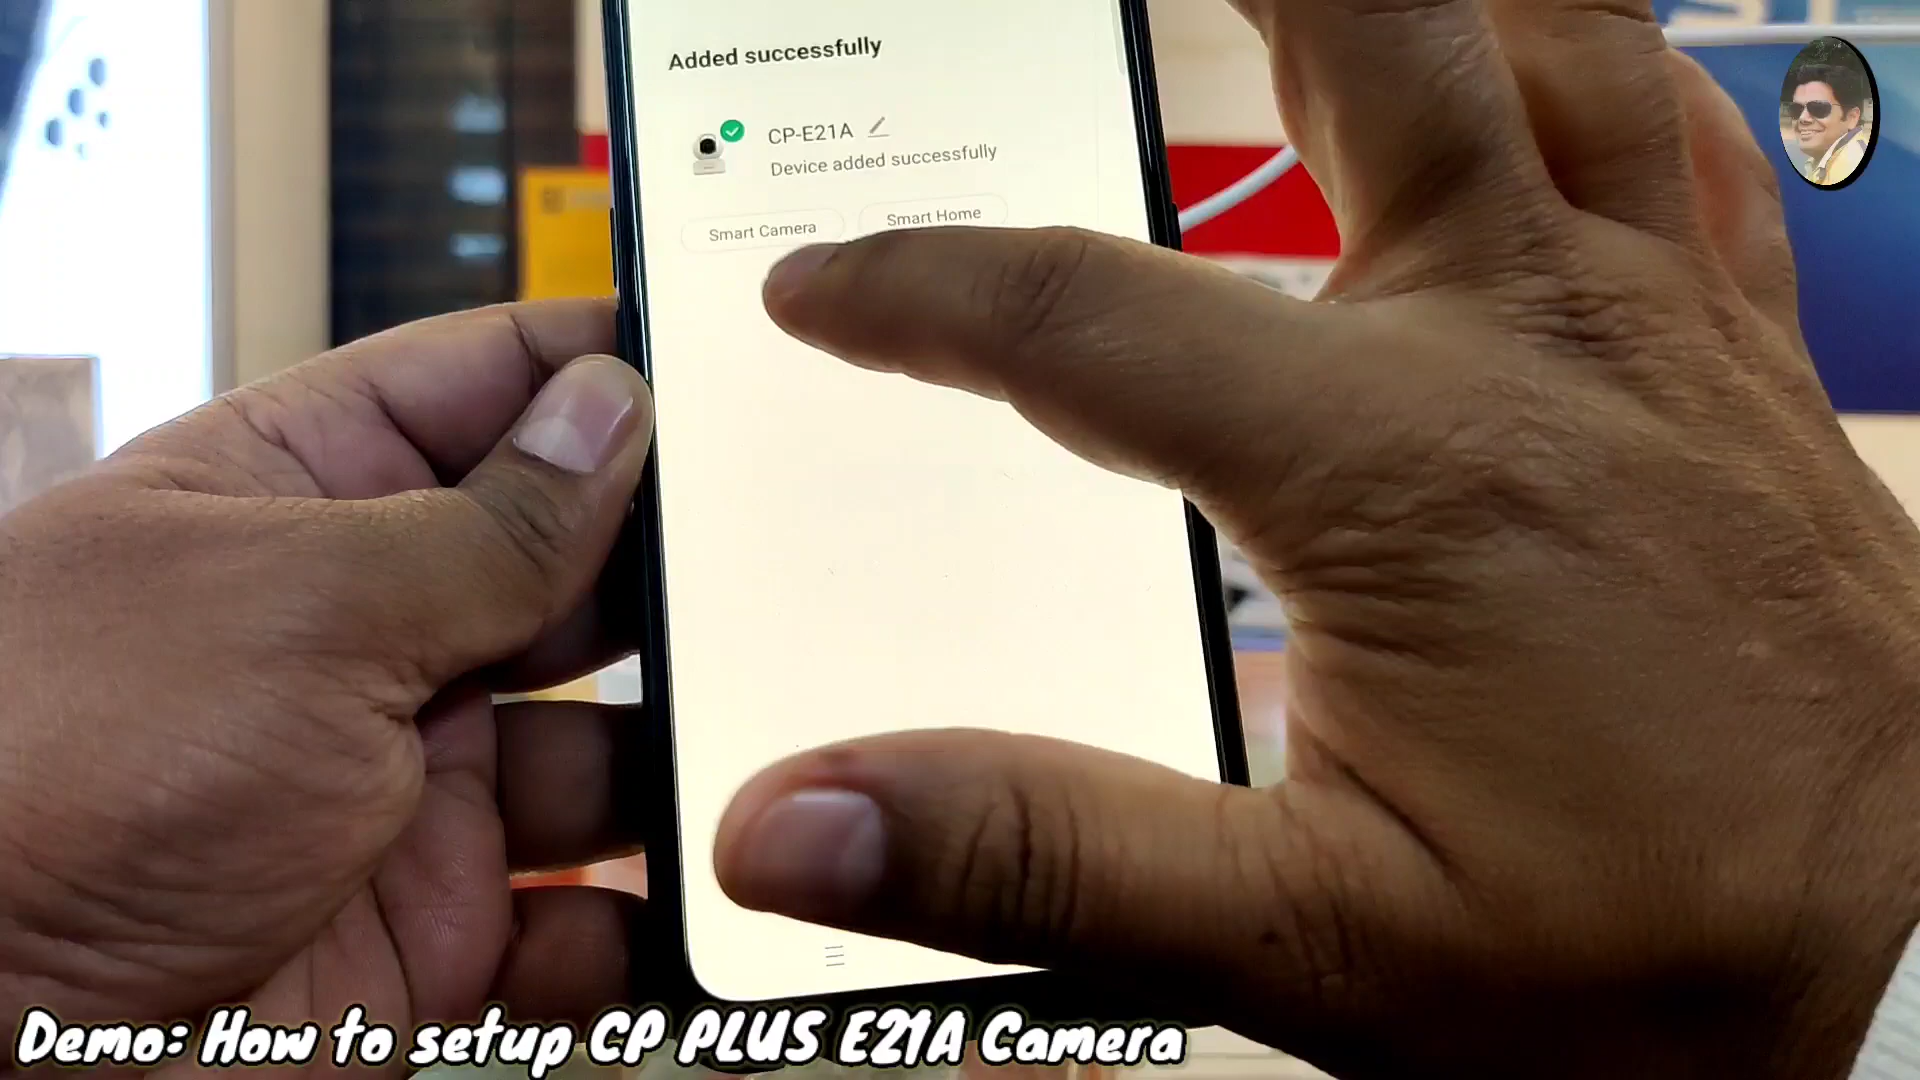 Added successfully
CP-E21A
Device added successfully
Smart Camera
Smart Home
Demo: How to setup CP PLUS E21A Camera